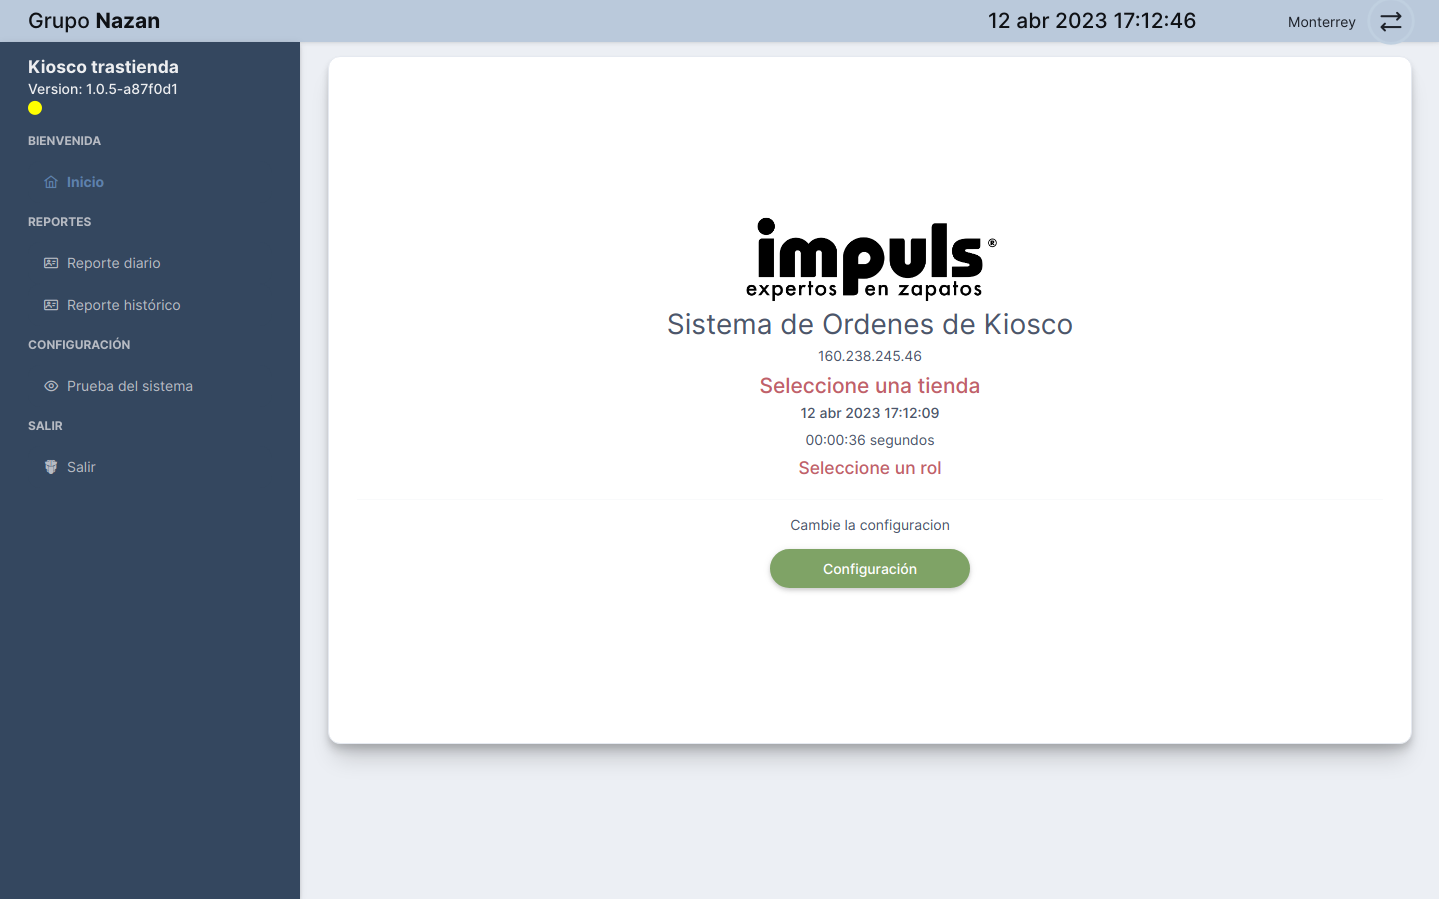 Grupo Nazan
12 abr 2023 17:12:46
Monterrey
Kiosco trastienda
Version: 1.0.5-a87f0d1
BIENVENIDA
Inicio
REPORTES
Reporte diario
Reporte histórico
CONFIGURACIÓN
Prueba del sistema
SALIR
Salir
impuls®
expertos en zapatos
Sistema de Ordenes de Kiosco
160.238.245.46
Seleccione una tienda
12 abr 2023 17:12:09
00:00:36 segundos
Seleccione un rol
Cambie la configuracion
Configuración